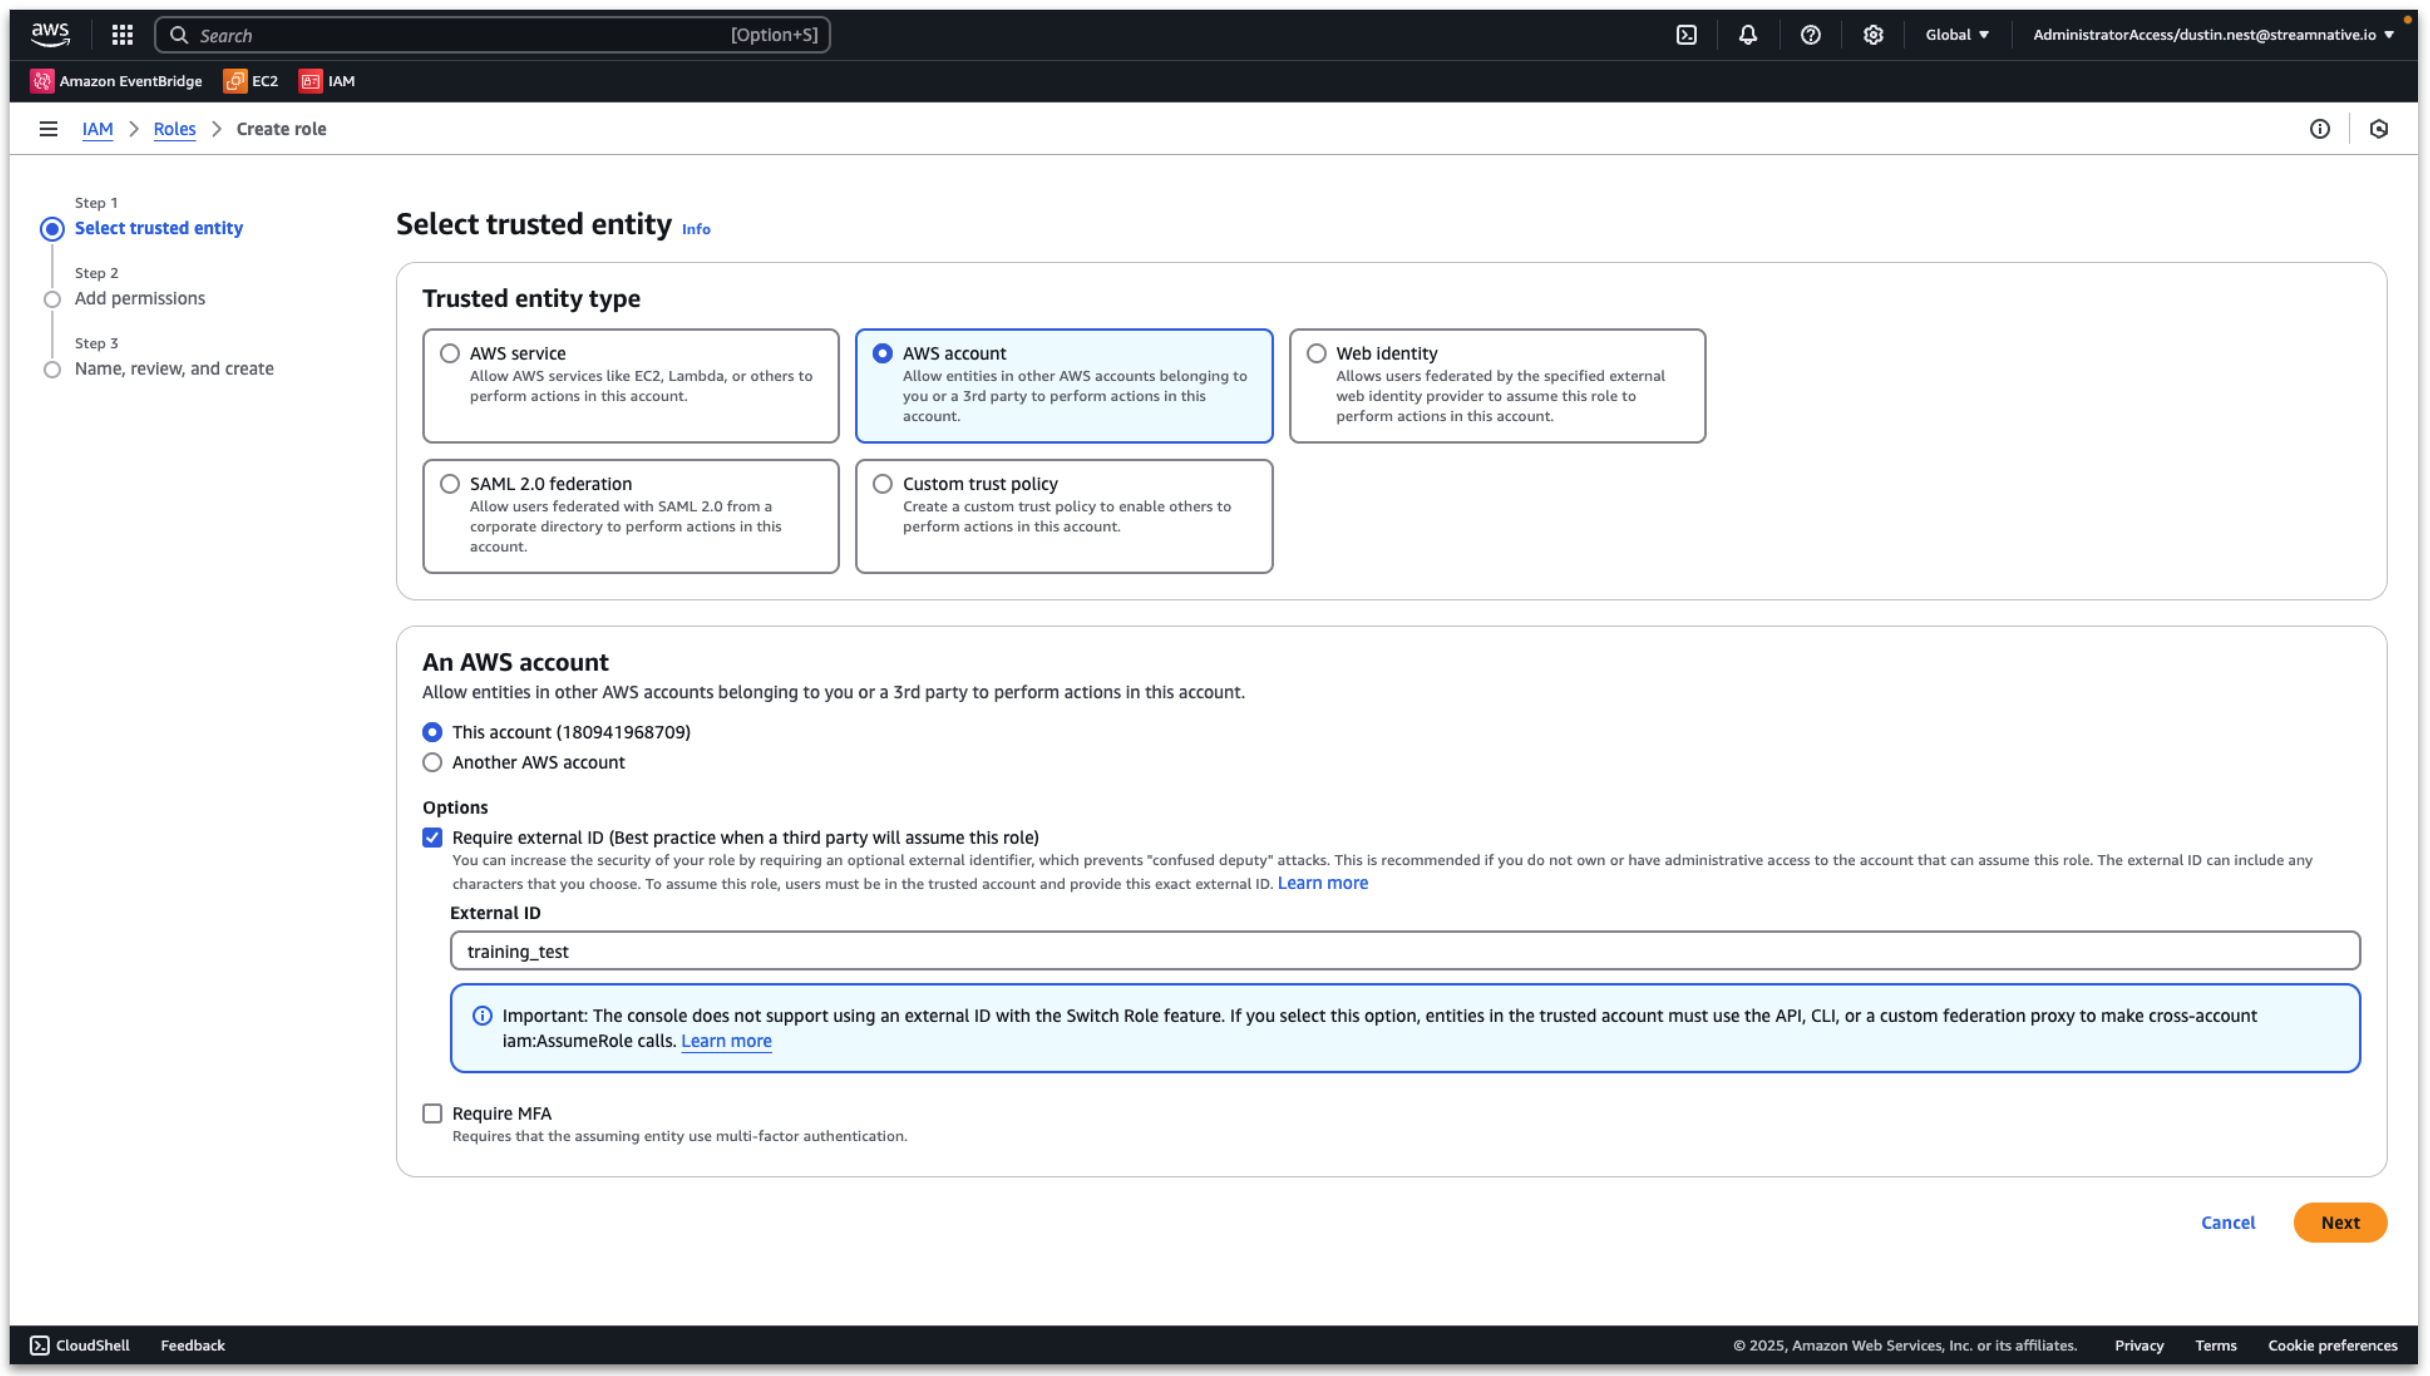 aws
Search
[Option+S]
Global
AdministratorAccess/dustin.nest@streamnative.io
Amazon EventBridge
EC2
IAM
IAM
Roles
Create role
Step 1
Select trusted entity
Step 2
Add permissions
Step 3
Name, review, and create
Select trusted entity Info
Trusted entity type
AWS service
Allow AWS services like EC2, Lambda, or others to
perform actions in this account.
AWS account
Allow entities in other AWS accounts belonging to
you or a 3rd party to perform actions in this
account.
Web identity
Allows users federated by the specified external
web identity provider to assume this role to
perform actions in this account.
SAML 2.0 federation
Allow users federated with SAML 2.0 from a
corporate directory to perform actions in this
account.
Custom trust policy
Create a custom trust policy to enable others to
perform actions in this account.
An AWS account
Allow entities in other AWS accounts belonging to you or a 3rd party to perform actions in this account.
This account (180941968709)
Another AWS account
Options
Require external ID (Best practice when a third party will assume this role)
You can increase the security of your role by requiring an optional external identifier, which prevents "confused deputy" attacks. This is recommended if you do not own or have administrative access to the account that can assume this role. The external ID can include any
characters that you choose. To assume this role, users must be in the trusted account and provide this exact external ID. Learn more
External ID
training_test
Important: The console does not support using an external ID with the Switch Role feature. If you select this option, entities in the trusted account must use the API, CLI, or a custom federation proxy to make cross-account
iam:AssumeRole calls. Learn more
Require MFA
Requires that the assuming entity use multi-factor authentication.
Cancel
Next
CloudShell
Feedback
© 2025, Amazon Web Services, Inc. or its affiliates.
Privacy
Terms
Cookie preferences